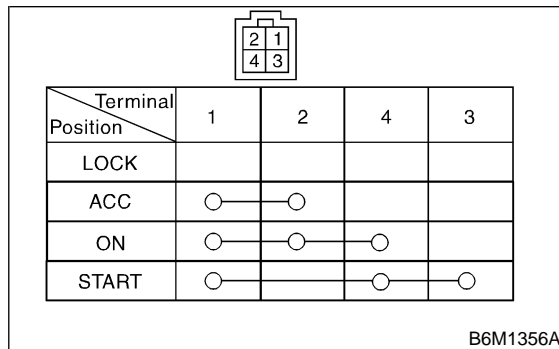 2 1
4 3
Terminal
Position
1 2 4 3
LOCK
ACC
ON
START
B6M1356A